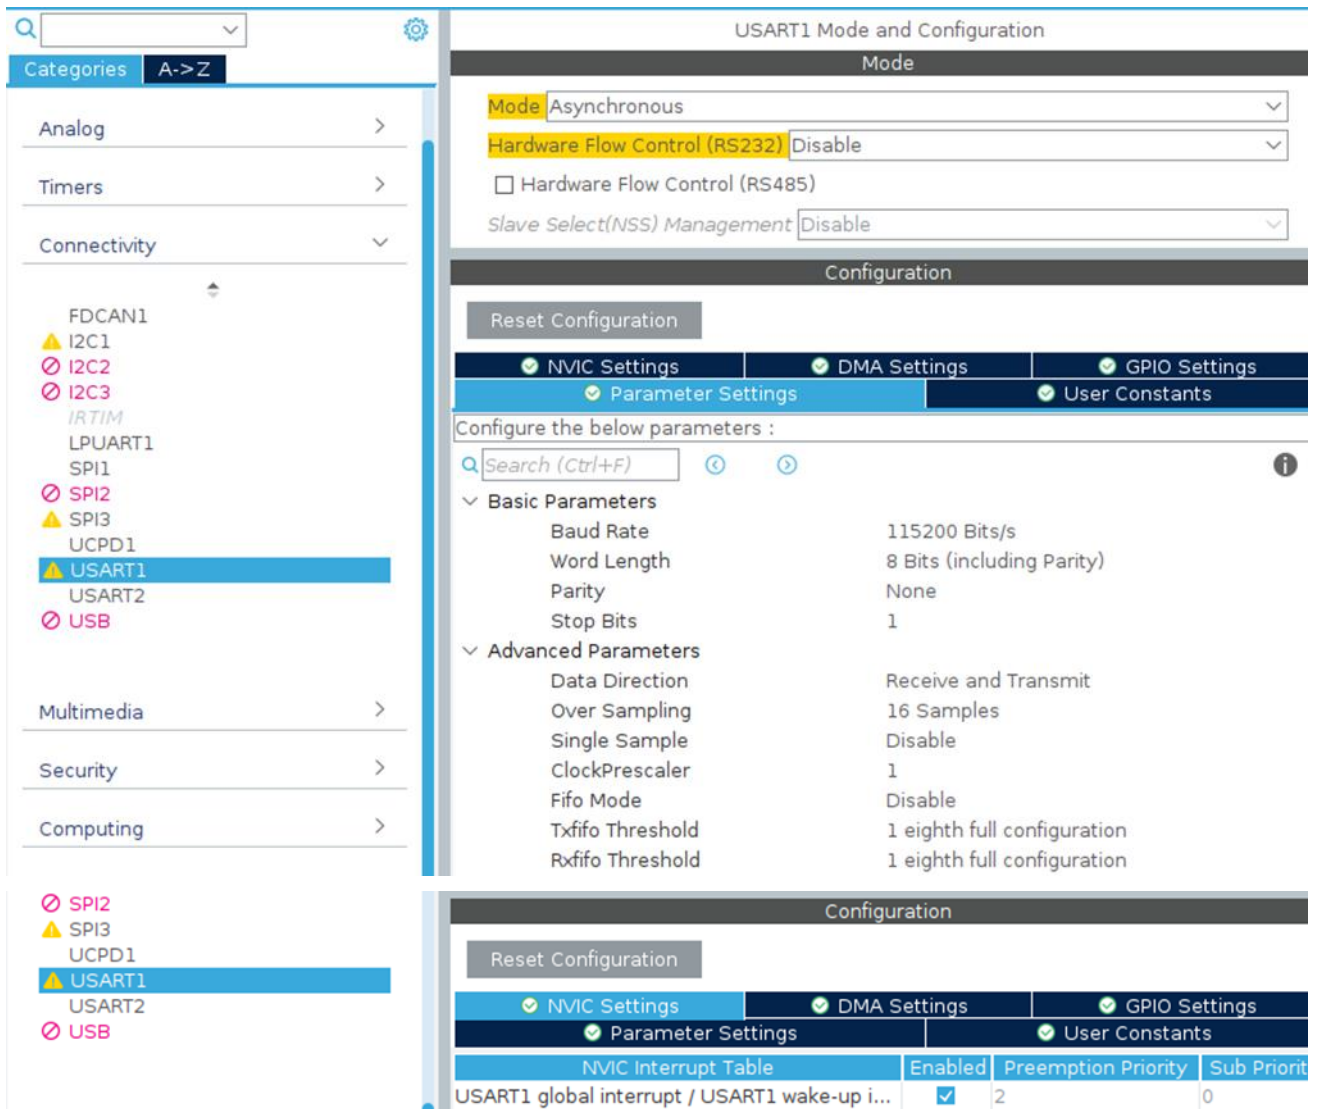 Categories
A->Z
Analog
Timers
Connectivity
FDCAN1
I2C1
I2C2
I2C3
IRTIM
LPUART1
SPI1
SPI2
SPI3
UCPD1
USART1
USART2
USB
Multimedia
Security
Computing
USART1 Mode and Configuration
Mode
Mode Asynchronous
Hardware Flow Control (RS232) Disable
Hardware Flow Control (RS485)
Slave Select(NSS) Management Disable
Configuration
Reset Configuration
NVIC Settings
DMA Settings
GPIO Settings
Parameter Settings
User Constants
Configure the below parameters :
Search (Ctrl+F)
Basic Parameters
Baud Rate 115200 Bits/s
Word Length 8 Bits (including Parity)
Parity None
Stop Bits 1
Advanced Parameters
Data Direction Receive and Transmit
Over Sampling 16 Samples
Single Sample Disable
ClockPrescaler 1
Fifo Mode Disable
Txfifo Threshold 1 eighth full configuration
Rxfifo Threshold 1 eighth full configuration
SPI2
SPI3
UCPD1
USART1
USART2
USB
Configuration
Reset Configuration
NVIC Settings
DMA Settings
GPIO Settings
Parameter Settings
User Constants
NVIC Interrupt Table Enabled Preemption Priority Sub Priorit
USART1 global interrupt / USART1 wake-up i... 2 0